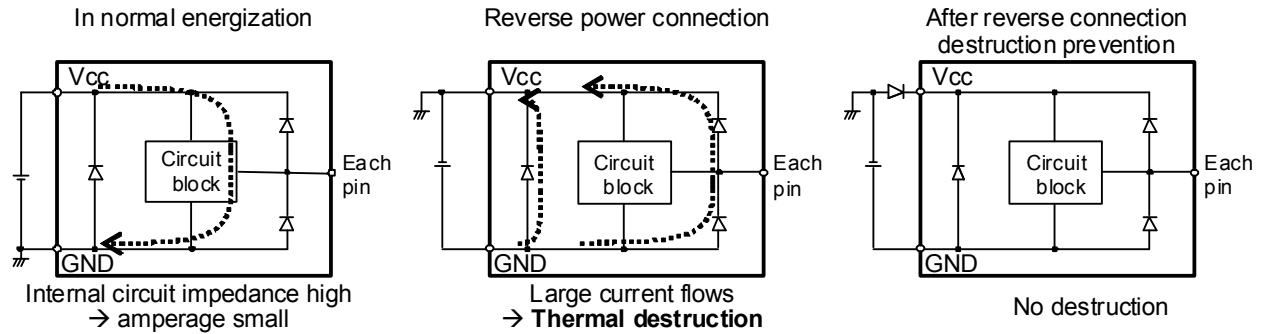 In normal energization
Vcc
Circuit
block
Each
pin
GND
Internal circuit impedance high
→ amperage small
Reverse power connection
Vcc
Circuit
block
Each
pin
GND
Large current flows
→ Thermal destruction
After reverse connection
destruction prevention
Vcc
Circuit
block
Each
pin
GND
No destruction